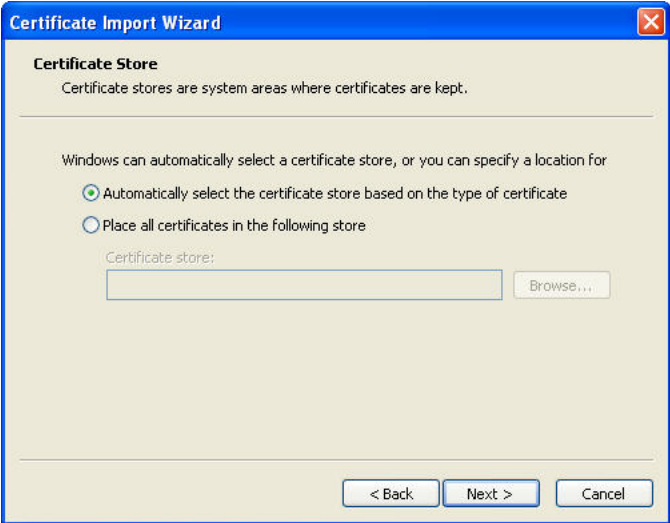 Certificate Import Wizard
Certificate Store
Certificate stores are system areas where certificates are kept.
Windows can automatically select a certificate store, or you can specify a location for
Automatically select the certificate store based on the type of certificate
Place all certificates in the following store
Certificate store:
Browse...
< Back Next > Cancel